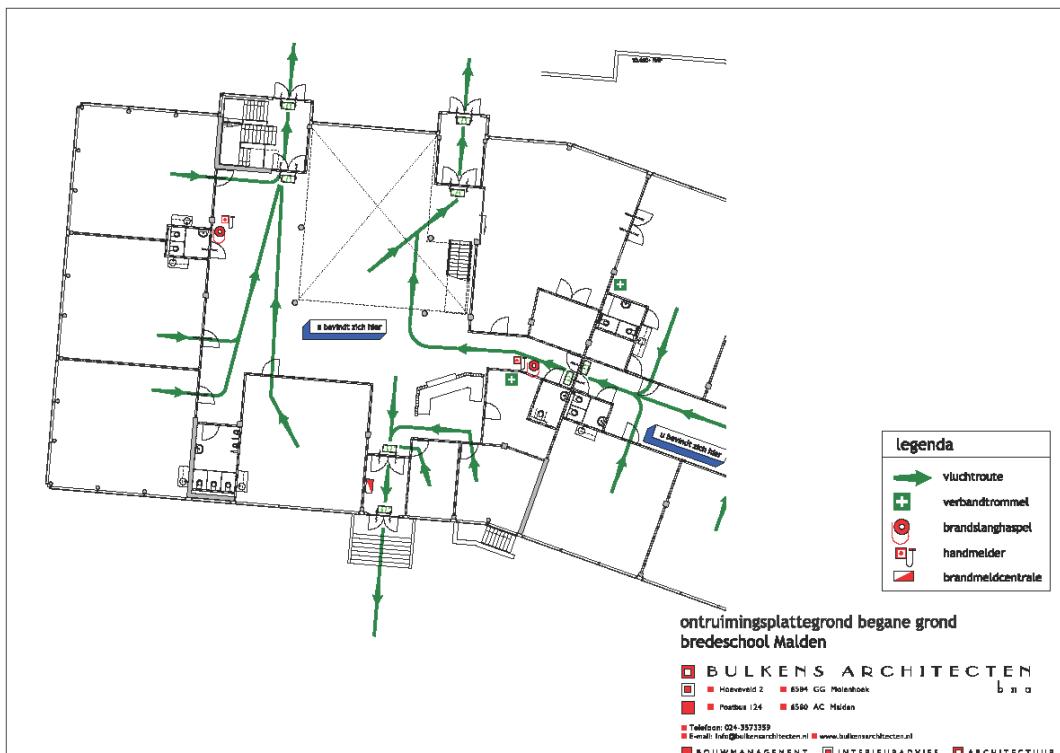 u bevindt zich hier
u bevindt zich hier
legenda
vluchtroute
verbandtrommel
brandslanghaspel
handmelder
brandmeldcentrale
ontruimingsplattegrond begane grond
bredeschool Malden
BULKENS ARCHITECTEN
bna
Hoeveveld 2 6584 GG Molenhoek
Postbus 124 6580 AC Malden
Telefoon: 024-3573359
E-mail: info@bulkensarchitecten.nl www.bulkensarchitecten.nl
BOUWMANAGEMENT INTERIEURADVIES ARCHITECTUUR